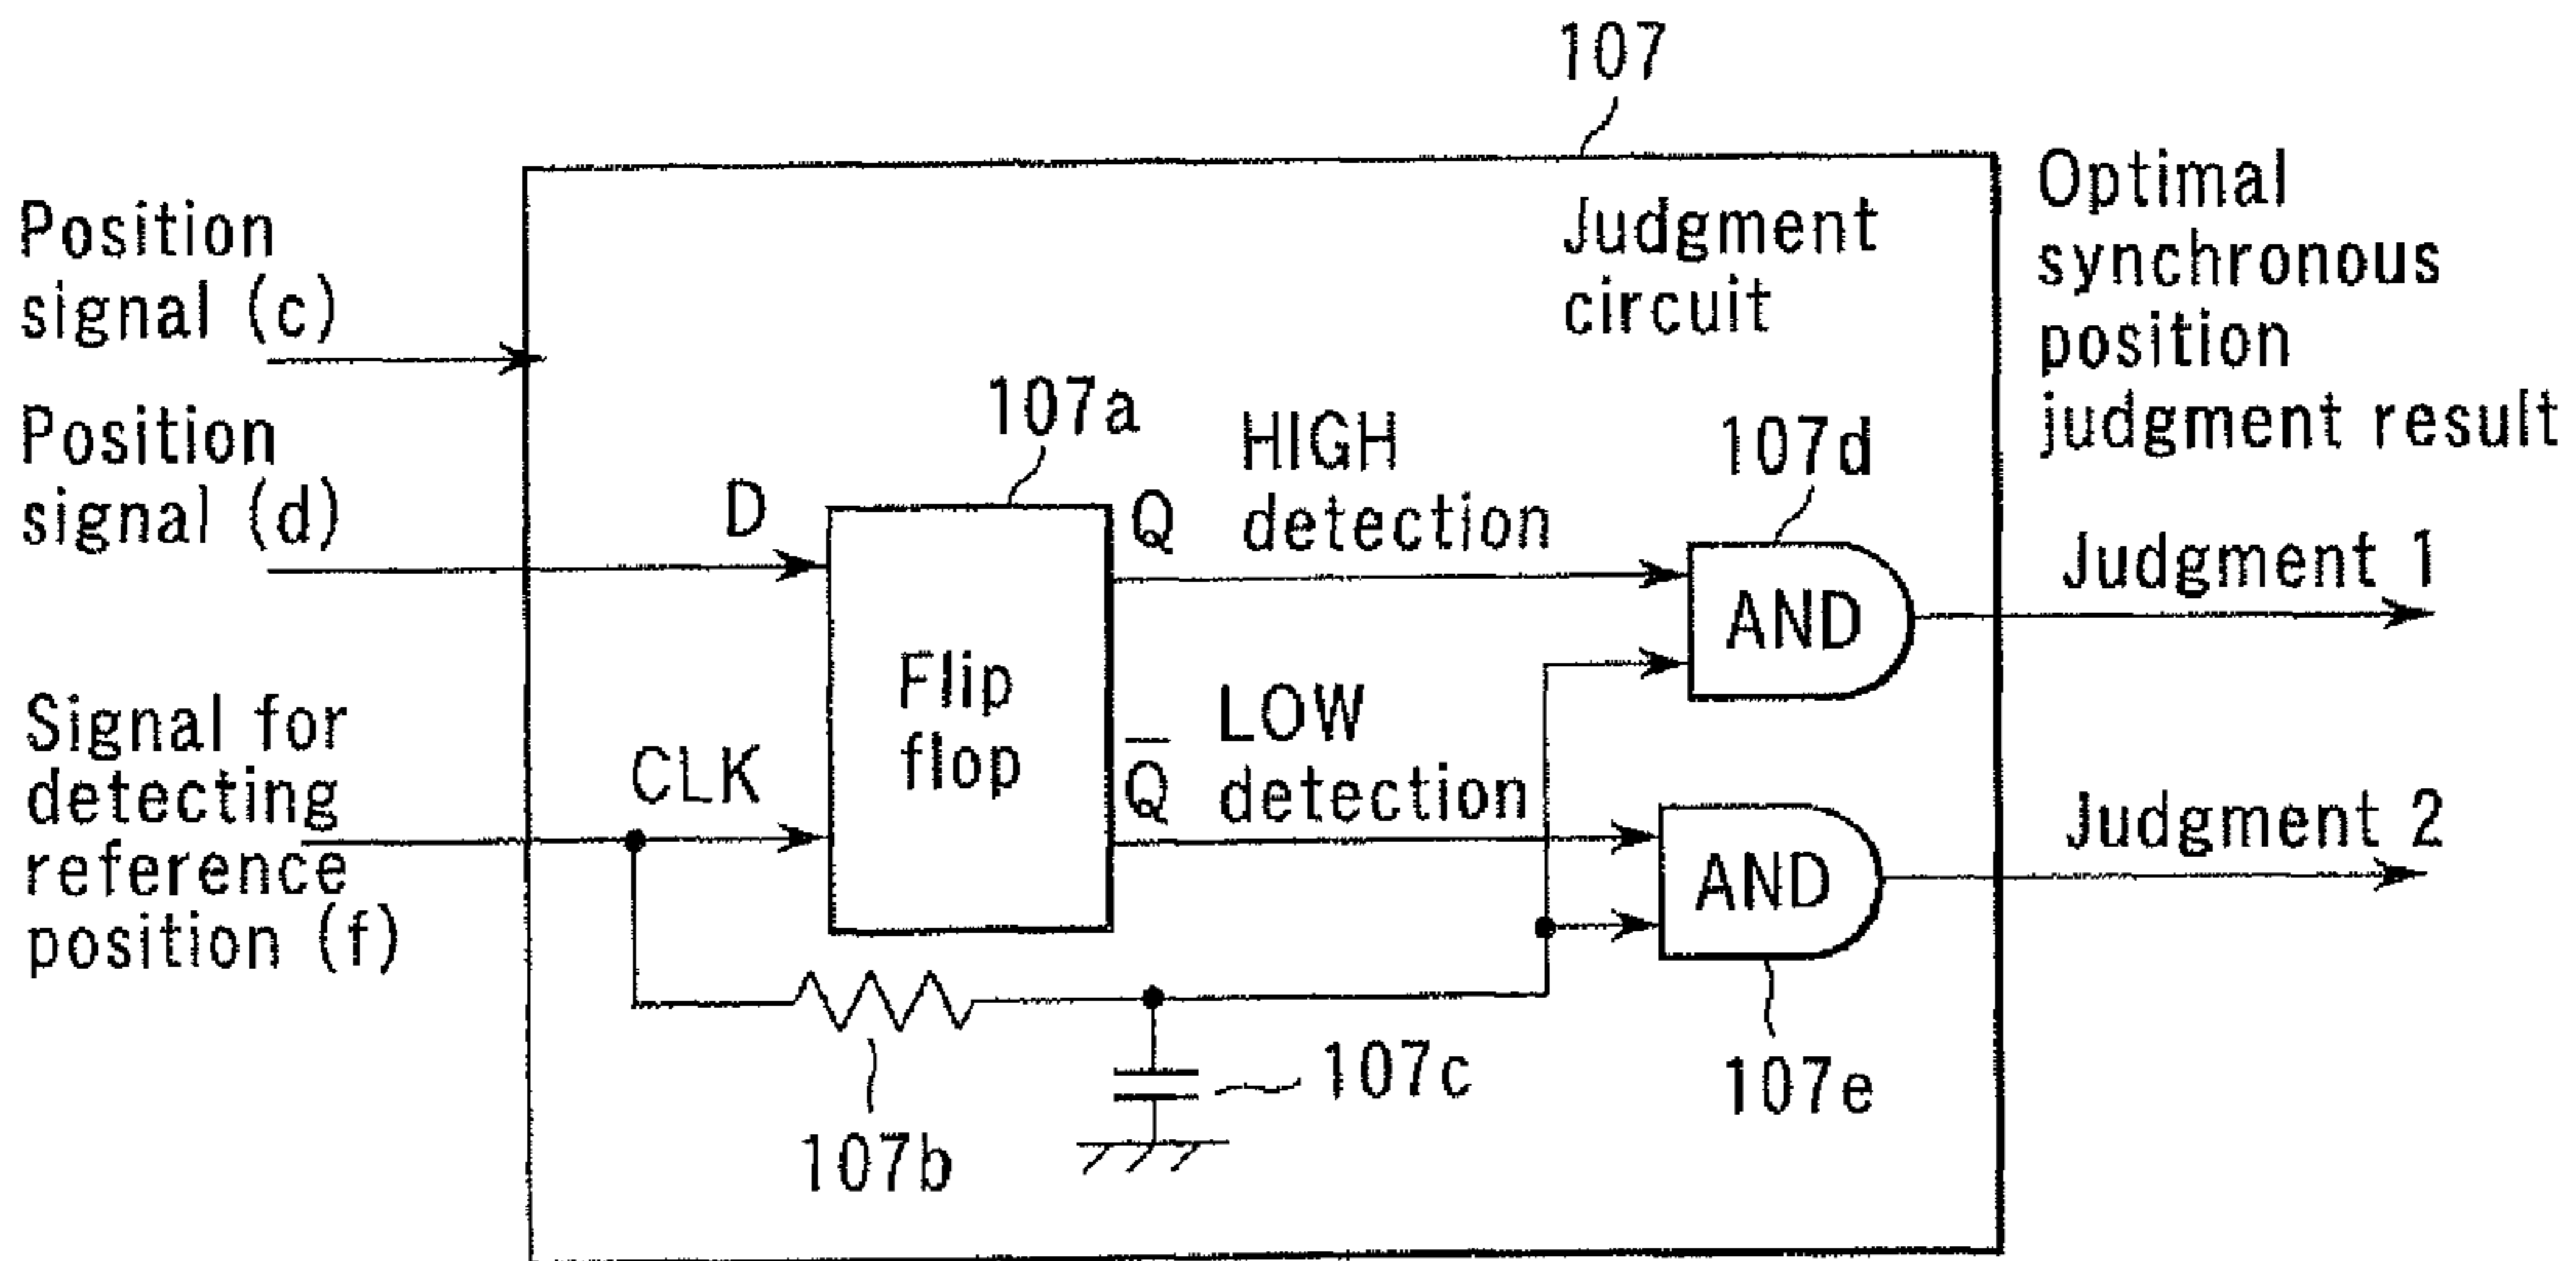 107
Judgment
circuit
Position
signal (c)
Position
signal (d)
Signal for
detecting
reference
position (f)
D
CLK
107a
Flip
flop
Q
HIGH
detection
Q̅
LOW
detection
107b
107c
107d
AND
107e
AND
Optimal
synchronous
position
judgment result
Judgment 1
Judgment 2